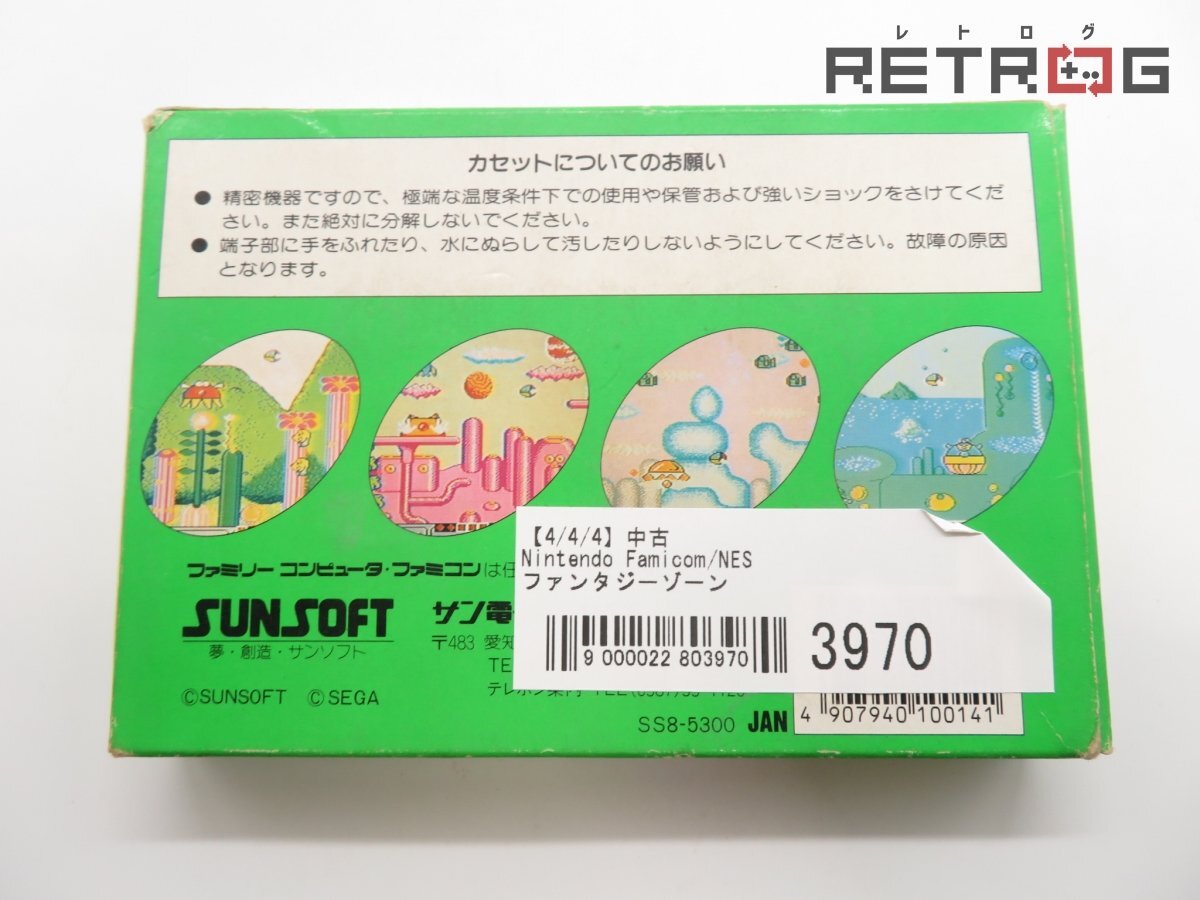 レトログ
RETROG
カセットについてのお願い
● 精密機器ですので、極端な温度条件下での使用や保管および強いショックをさけてくだ
さい。また絶対に分解しないでください。
● 端子部に手をふれたり、水にぬらして汚したりしないようにしてください。故障の原因
となります。
ファミリー コンピュータ・ファミコンは任
【4/4/4】中古
Nintendo Famicom/NES
ファンタジーゾーン
9 000022 803970
3970
SUNSOFT
夢・創造・サンソフト
サン電
〒483 愛知
TE
©SUNSOFT ©SEGA
SS8-5300 JAN
4 907940 100141